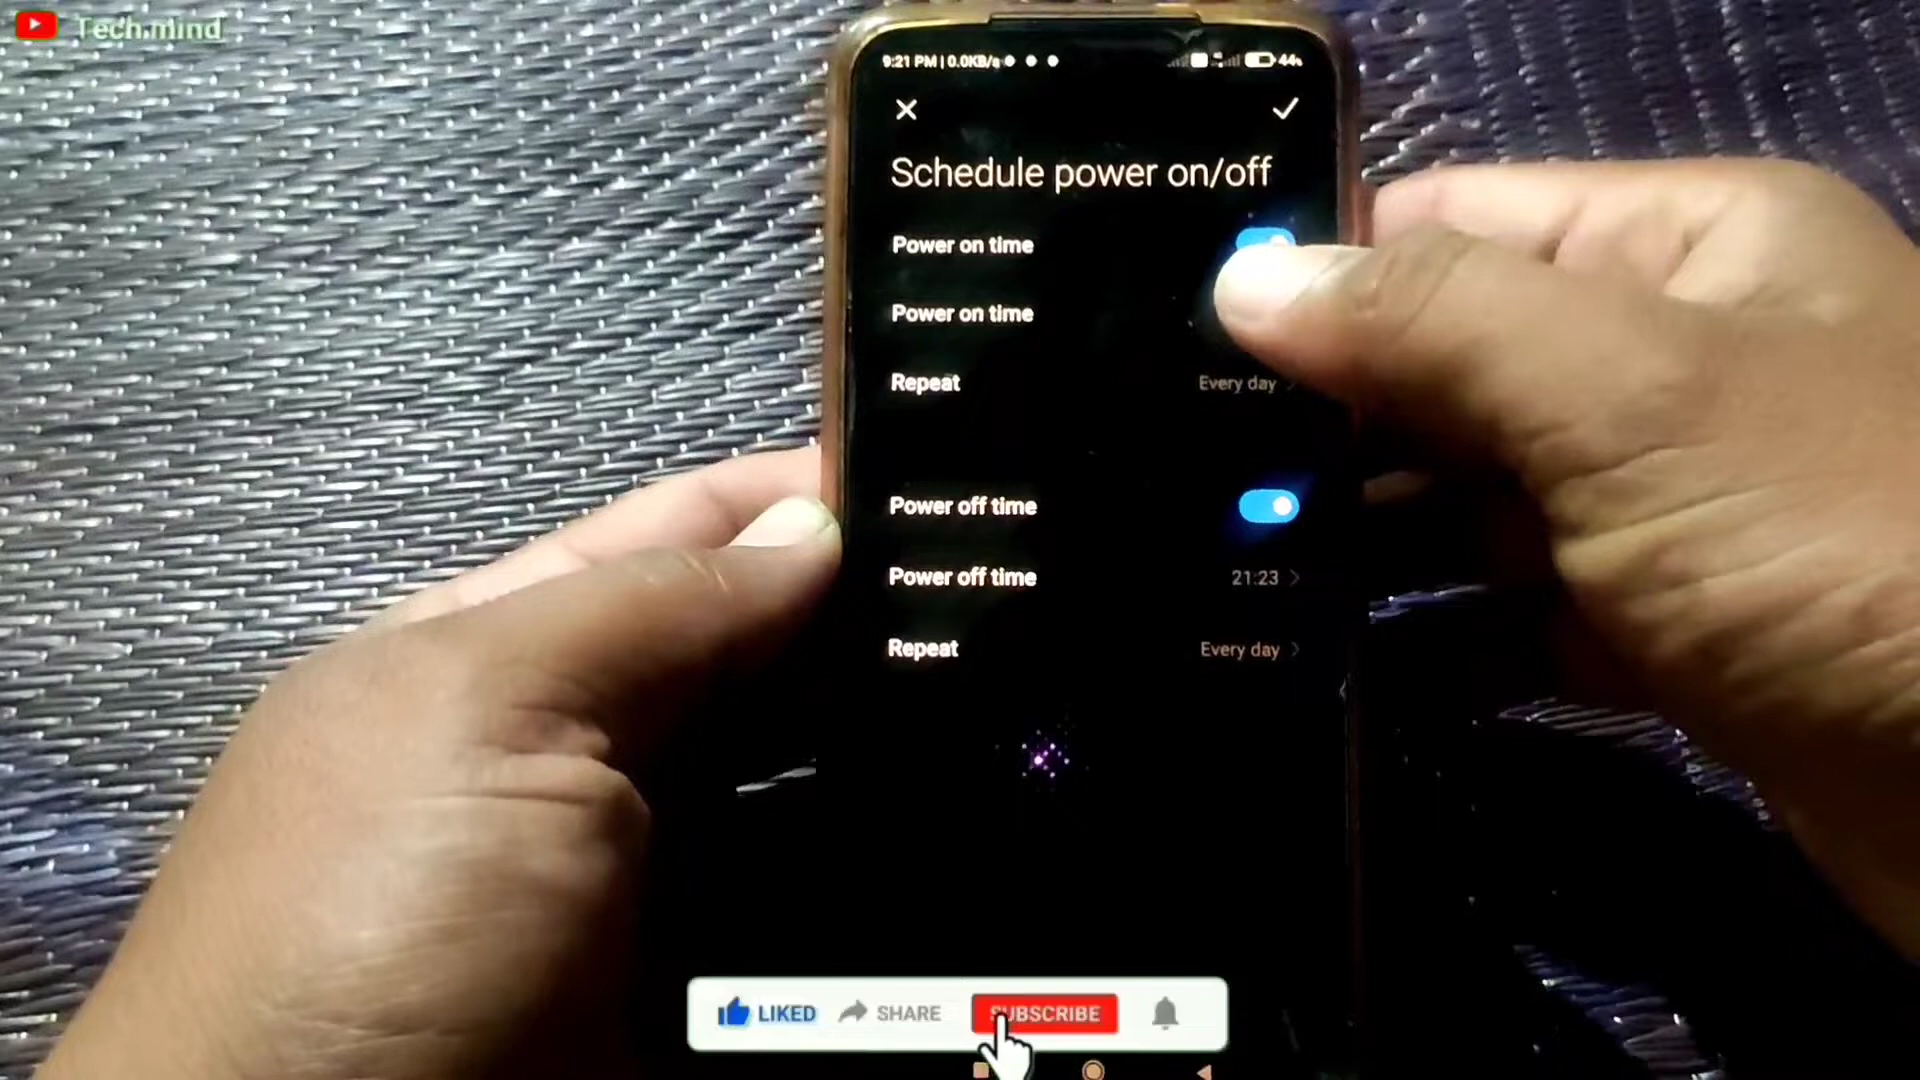 Tech.mind
9:21 PM | 0.0KB/s
44%
Schedule power on/off
Power on time
Power on time
Repeat Every day
Power off time
Power off time 21:23
Repeat Every day
LIKED SHARE SUBSCRIBE